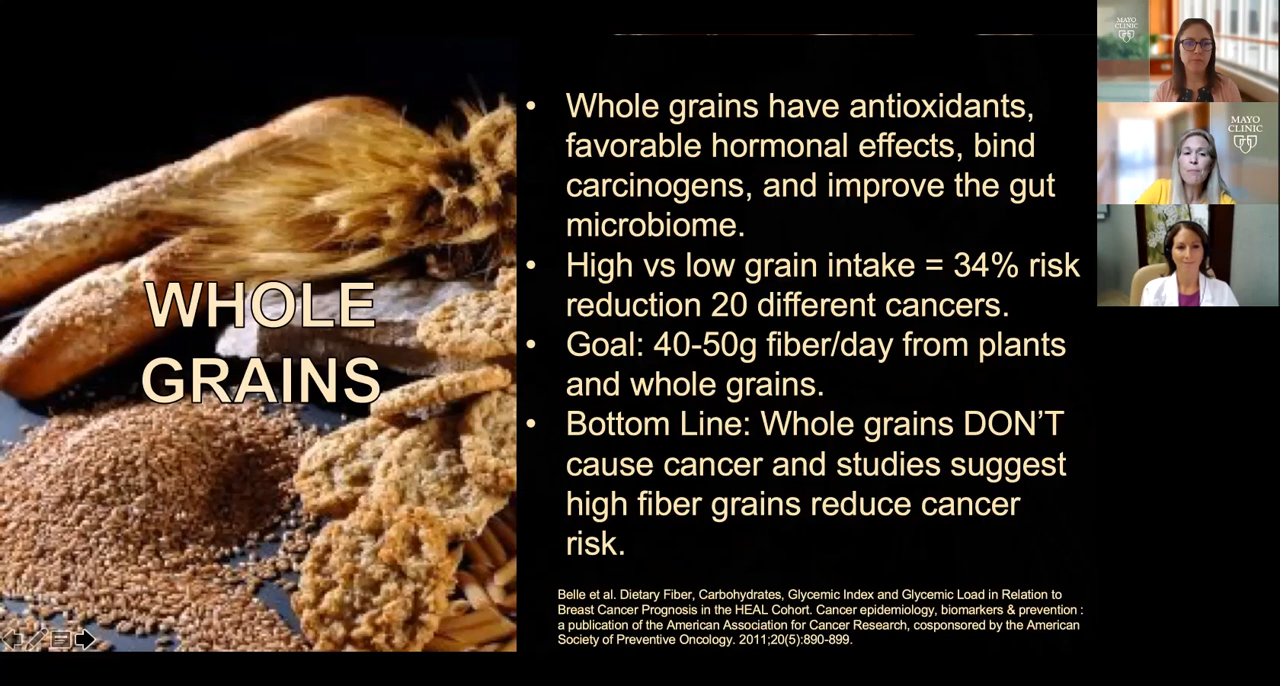 WHOLE
GRAINS
• Whole grains have antioxidants,
favorable hormonal effects, bind
carcinogens, and improve the gut
microbiome.
• High vs low grain intake = 34% risk
reduction 20 different cancers.
• Goal: 40-50g fiber/day from plants
and whole grains.
• Bottom Line: Whole grains DON’T
cause cancer and studies suggest
high fiber grains reduce cancer
risk.
Belle et al. Dietary Fiber, Carbohydrates, Glycemic Index and Glycemic Load in Relation to
Breast Cancer Prognosis in the HEAL Cohort. Cancer epidemiology, biomarkers & prevention :
a publication of the American Association for Cancer Research, cosponsored by the American
Society of Preventive Oncology. 2011;20(5):890-899.
MAYO
CLINIC
MAYO
CLINIC